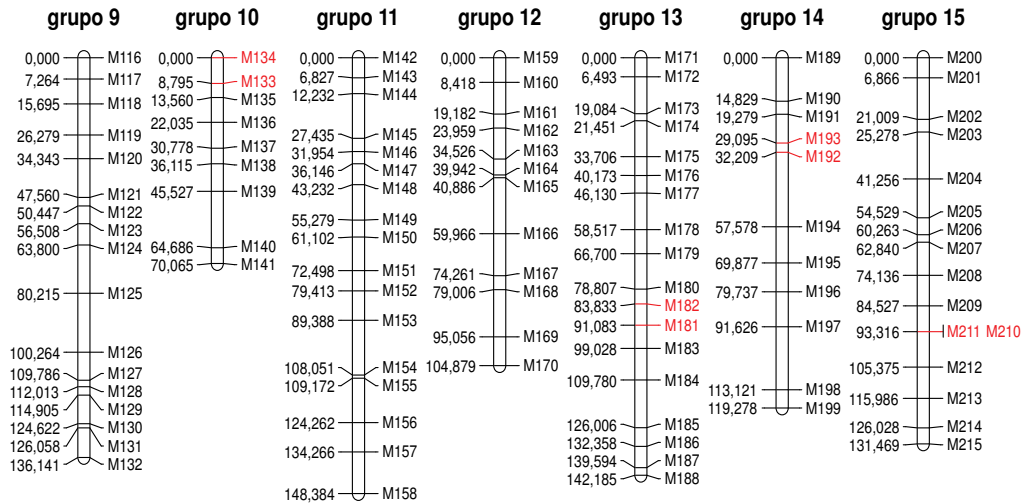 grupo 9
0,000 M116
7,264 M117
15,695 M118
26,279 M119
34,343 M120
47,560 M121
50,447 M122
56,508 M123
63,800 M124
80,215 M125
100,264 M126
109,786 M127
112,013 M128
114,905 M129
124,622 M130
126,058 M131
136,141 M132
grupo 10
0,000 M134
8,795 M133
13,560 M135
22,035 M136
30,778 M137
36,115 M138
45,527 M139
64,686 M140
70,065 M141
grupo 11
0,000 M142
6,827 M143
12,232 M144
27,435 M145
31,954 M146
36,146 M147
43,232 M148
55,279 M149
61,102 M150
72,498 M151
79,413 M152
89,388 M153
108,051 M154
109,172 M155
124,262 M156
134,266 M157
148,384 M158
grupo 12
0,000 M159
8,418 M160
19,182 M161
23,959 M162
34,526 M163
39,942 M164
40,886 M165
59,966 M166
74,261 M167
79,006 M168
95,056 M169
104,879 M170
grupo 13
0,000 M171
6,493 M172
19,084 M173
21,451 M174
33,706 M175
40,173 M176
46,130 M177
58,517 M178
66,700 M179
78,807 M180
83,833 M182
91,083 M181
99,028 M183
109,780 M184
126,006 M185
132,358 M186
139,594 M187
142,185 M188
grupo 14
0,000 M189
14,829 M190
19,279 M191
29,095 M193
32,209 M192
57,578 M194
69,877 M195
79,737 M196
91,626 M197
113,121 M198
119,278 M199
grupo 15
0,000 M200
6,866 M201
21,009 M202
25,278 M203
41,256 M204
54,529 M205
60,263 M206
62,840 M207
74,136 M208
84,527 M209
93,316 M211 M210
105,375 M212
115,986 M213
126,028 M214
131,469 M215